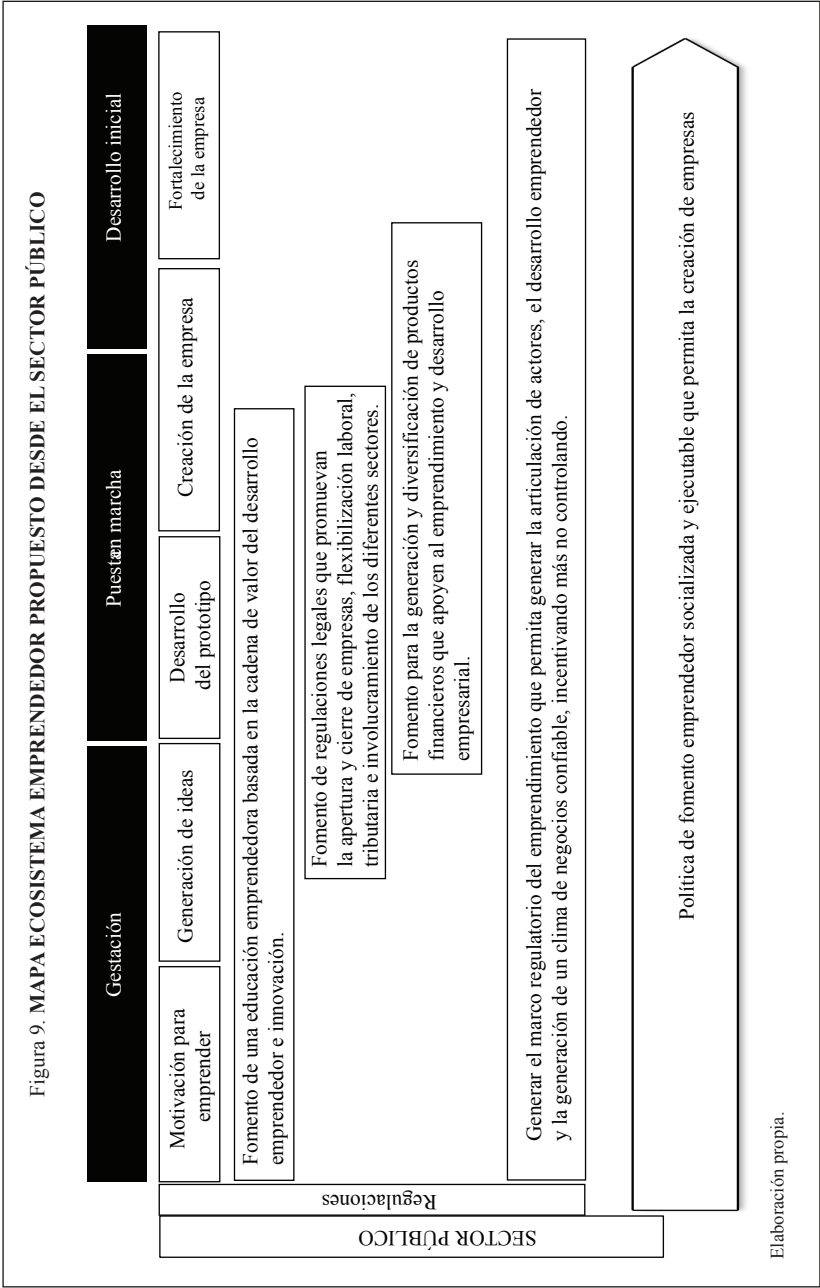 Figura 9. MAPA ECOSISTEMA EMPRENDEDOR PROPUESTO DESDE EL SECTOR PÚBLICO
Gestación
Puesta en marcha
Desarrollo inicial
Motivación para
emprender
Generación de ideas
Desarrollo
del prototipo
Creación de la empresa
Fortalecimiento
de la empresa
SECTOR PÚBLICO
Regulaciones
Fomento de una educación emprendedora basada en la cadena de valor del desarrollo
emprendedor e innovación.
Fomento de regulaciones legales que promuevan
la apertura y cierre de empresas, flexibilización laboral,
tributaria e involucramiento de los diferentes sectores.
Fomento para la generación y diversificación de productos
financieros que apoyen al emprendimiento y desarrollo
empresarial.
Generar el marco regulatorio del emprendimiento que permita generar la articulación de actores, el desarrollo emprendedor
y la generación de un clima de negocios confiable, incentivando más no controlando.
Política de fomento emprendedor socializada y ejecutable que permita la creación de empresas
Elaboración propia.